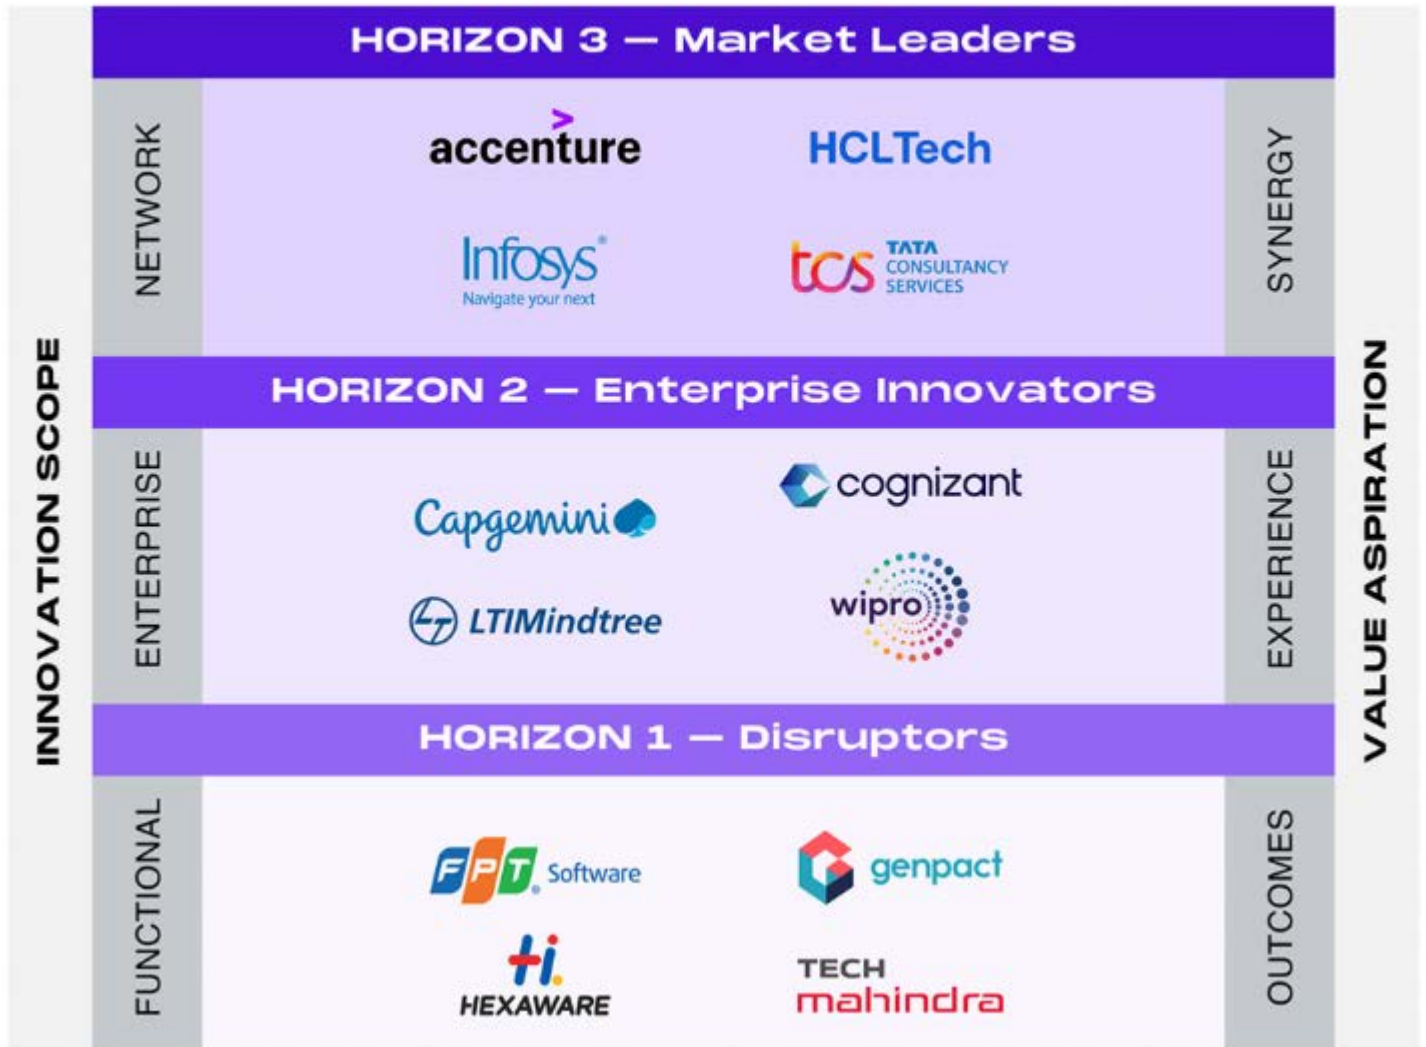 HORIZON 3 — Market Leaders
INNOVATION SCOPE
VALUE ASPIRATION
NETWORK
SYNERGY
accenture
HCLTech
Infosys®
Navigate your next
tcs
TATA
CONSULTANCY
SERVICES
HORIZON 2 — Enterprise Innovators
ENTERPRISE
EXPERIENCE
Capgemini
cognizant
LTIMindtree
wipro
HORIZON 1 — Disruptors
FUNCTIONAL
OUTCOMES
FPT® Software
genpact
Hi.
HEXAWARE
TECH
mahindra